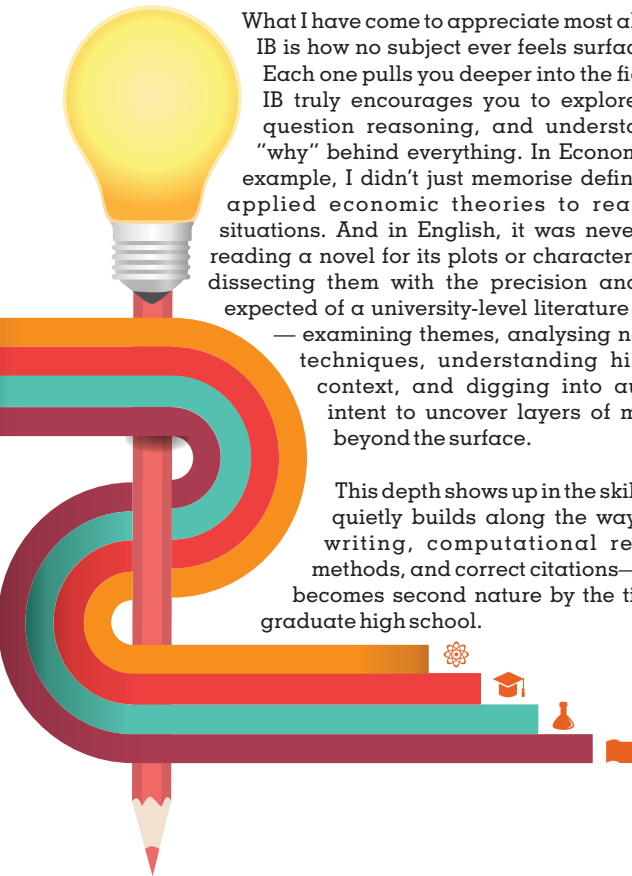 What I have come to appreciate most a
IB is how no subject ever feels surfac
Each one pulls you deeper into the fi
IB truly encourages you to explore
question reasoning, and understa
“why” behind everything. In Econom
example, I didn’t just memorise defin
applied economic theories to rea
situations. And in English, it was neve
reading a novel for its plots or character
dissecting them with the precision and
expected of a university-level literature
— examining themes, analysing n
techniques, understanding hi
context, and digging into au
intent to uncover layers of m
beyond the surface.
This depth shows up in the skil
quietly builds along the way
writing, computational re
methods, and correct citations—
becomes second nature by the ti
graduate high school.